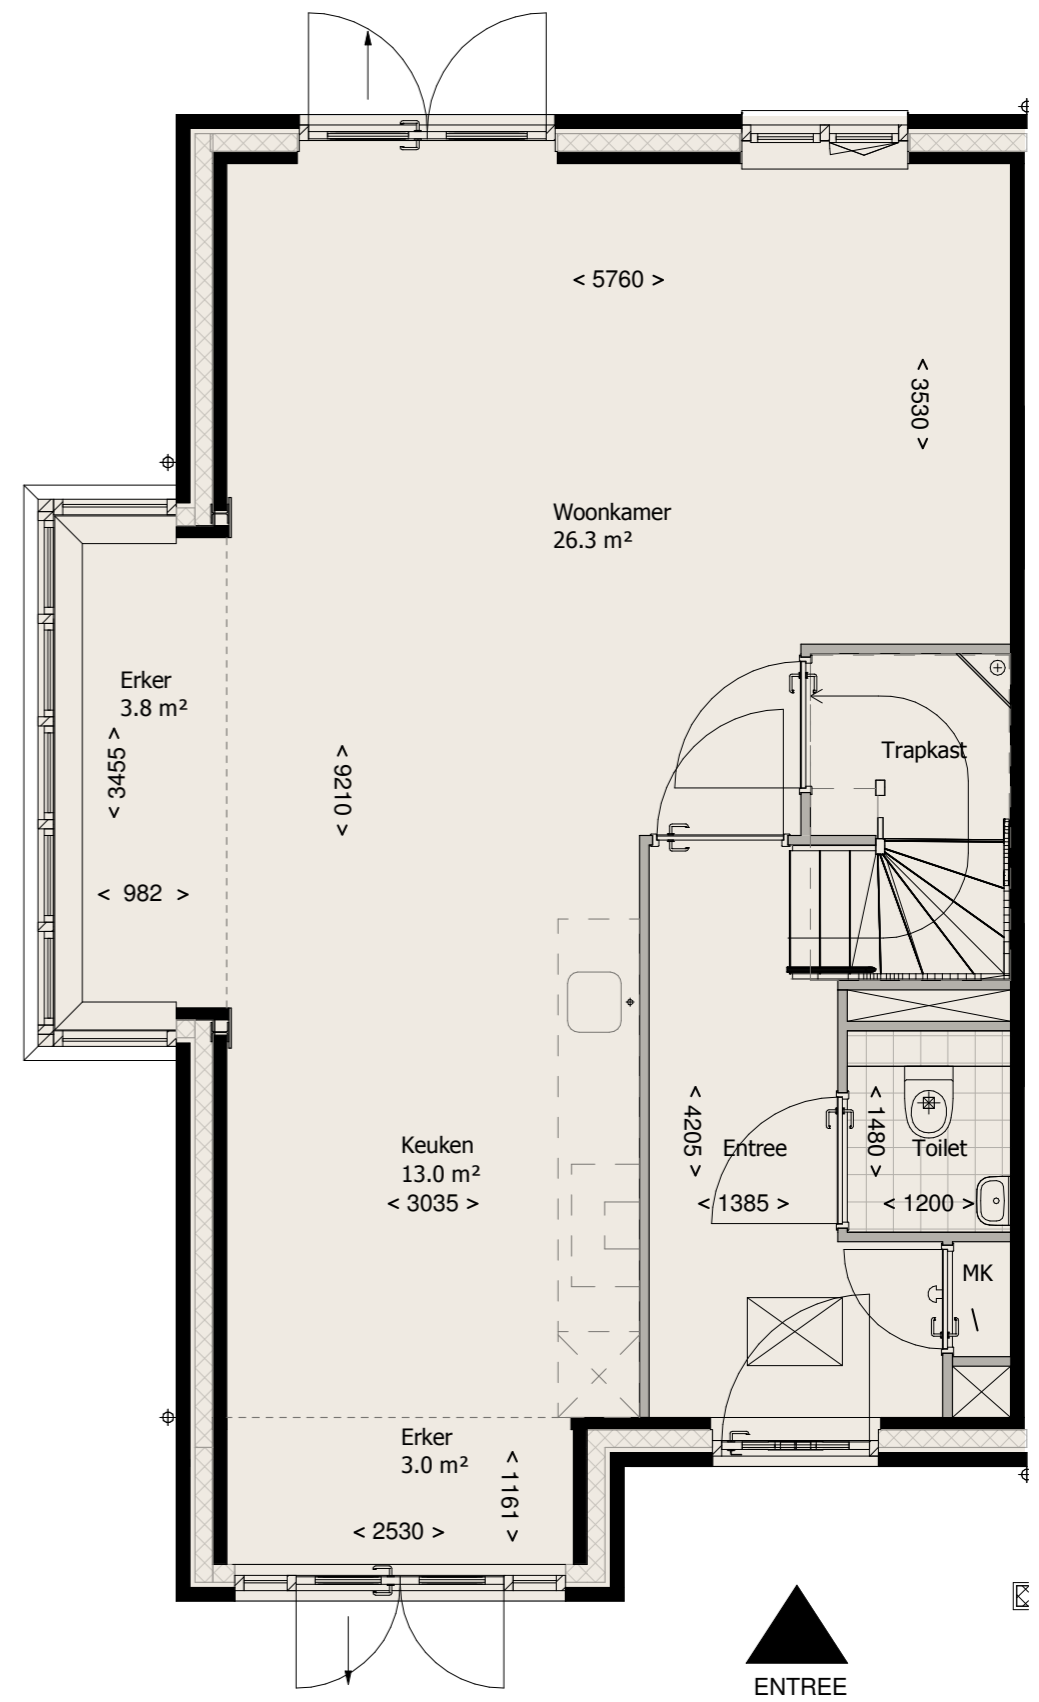 < 5760 >
< 3530 >
Woonkamer
26.3 m²
Erker
3.8 m²
< 3455 >
< 9210 >
Trapkast
< 982 >
Keuken
13.0 m²
< 3035 >
< 4205 >
Entree
< 1385 >
< 1480 >
Toilet
< 1200 >
MK
Erker
3.0 m²
< 1161 >
< 2530 >
ENTREE